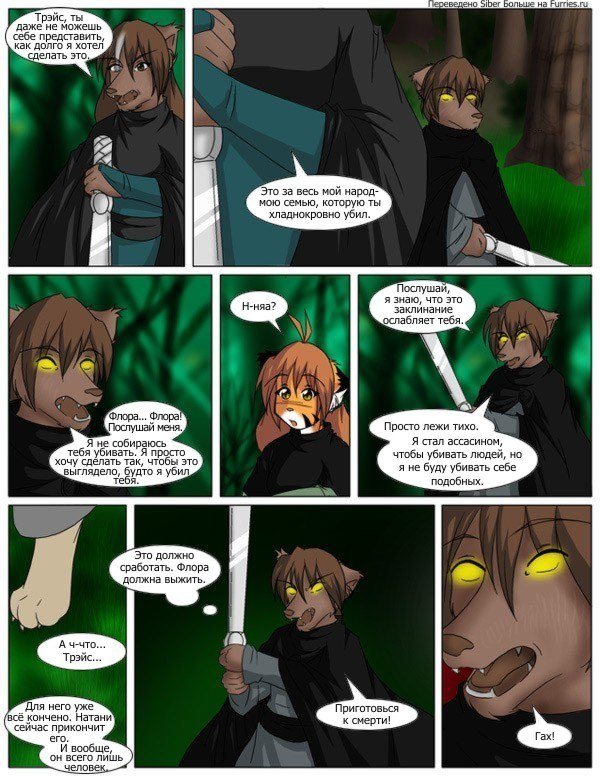 Переведено Siber Больше на Furries.ru
Трэйс, ты
даже не можешь
себе представить,
как долго я хотел
сделать это.
Это за весь мой народ-
мою семью, которую ты
хладнокровно убил.
Флора... Флора!
Послушай меня.
Я не собираюсь
тебя убивать. Я просто
хочу сделать так, чтобы это
выглядело, будто я убил
тебя.
Н-няа?
Послушай,
я знаю, что это
заклинание
ослабляет тебя.
Просто лежи тихо.
Я стал ассасином,
чтобы убивать людей, но
я не буду убивать себе
подобных.
А ч-что...
Трэйс...
Для него уже
всё кончено. Натани
сейчас прикончит
его.
И вообще,
он всего лишь
человек.
Это должно
сработать. Флора
должна выжить.
Приготовься
к смерти!
Гах!